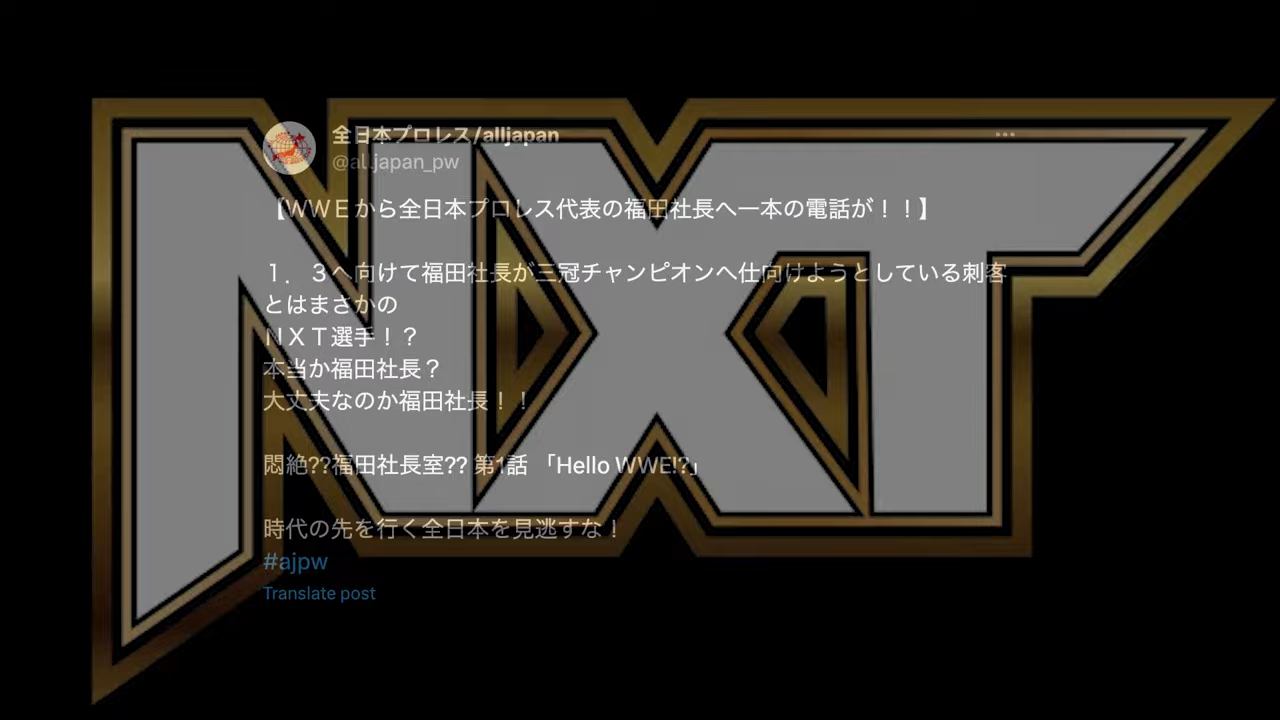 NXT
全日本プロレス/alljapan
@alljapan_pw
【ＷＷＥから全日本プロレス代表の福田社長へ一本の電話が！！】
１．３へ向けて福田社長が三冠チャンピオンへ仕向けようとしている刺客
とはまさかの
ＮＸＴ選手！？
本当か福田社長？
大丈夫なのか福田社長！！
悶絶??福田社長室?? 第1話 「Hello WWE!?」
時代の先を行く全日本を見逃すな！
#ajpw
Translate post